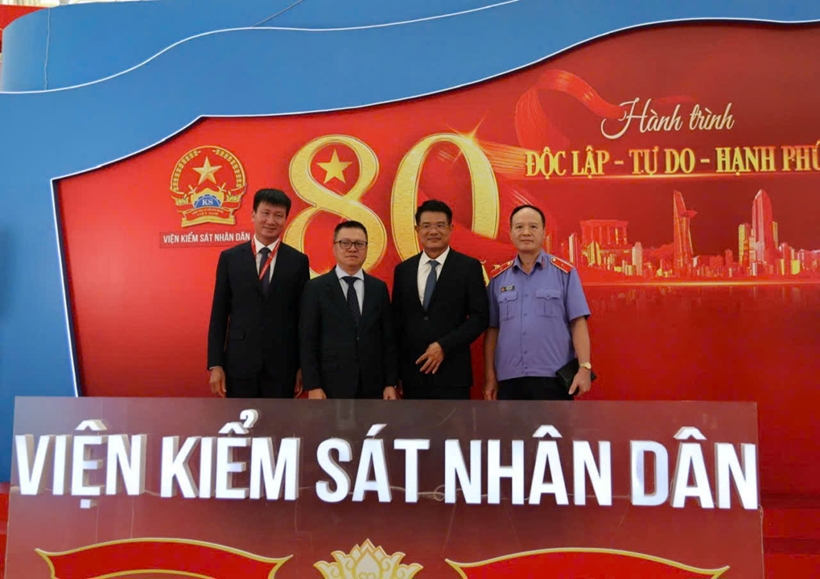 Hành trình
80
ĐỘC LẬP - TỰ DO - HẠNH PHÚ
KS
VIỆN KIỂM SÁT NHÂN DÂN
VIỆN KIỂM SÁT NHÂN DÂN